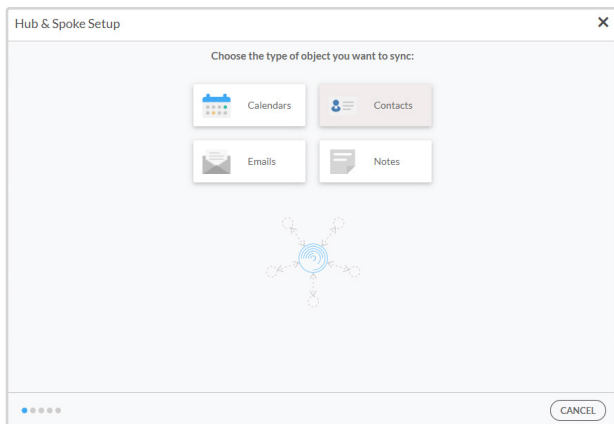 Hub & Spoke Setup
Choose the type of object you want to sync:
Calendars
Contacts
Emails
Notes
CANCEL